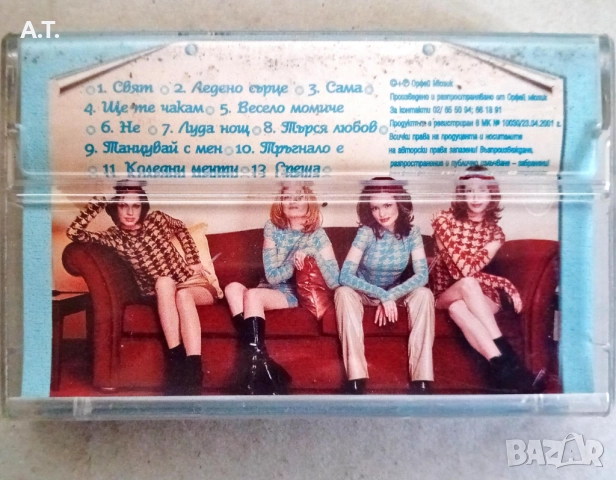 A.T.
1. Свят 2. Ледено сърце 3. Сама
4. Ще те чакам 5. Весело момиче
6. Не 7. Луда нощ 8. Търся любов
9. Танцувай с мен 10. Тръгнало е
11. Коледни мечти 13. Греша
©+℗ Орфей Мюзик
Произведено и разпространявано от Орфей мюзик
За контакти 02/ 65 50 94; 66 18 91
Продуктът е регистриран в МК № 10030/23.04.2001 г.
Всички права на продуцента и носителите
на авторски права запазени! Възпроизвеждане,
разпространение и публично излъчване – забранени!
BAZAR